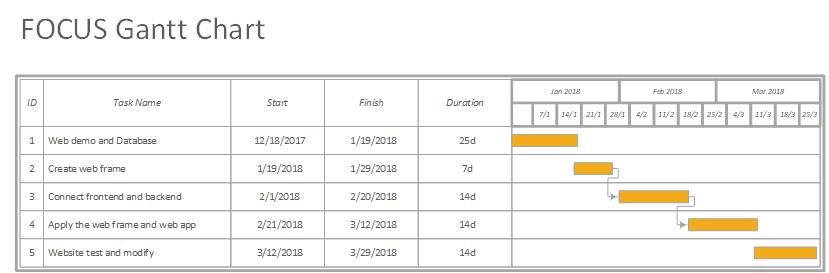 FOCUS Gantt Chart
ID Task Name Start Finish Duration Jan 2018 Feb 2018 Mar 2018
7/1 14/1 21/1 28/1 4/2 11/2 18/2 25/2 4/3 11/3 18/3 25/3
1 Web demo and Database 12/18/2017 1/19/2018 25d
2 Create web frame 1/19/2018 1/29/2018 7d
3 Connect frontend and backend 2/1/2018 2/20/2018 14d
4 Apply the web frame and web app 2/21/2018 3/12/2018 14d
5 Website test and modify 3/12/2018 3/29/2018 14d